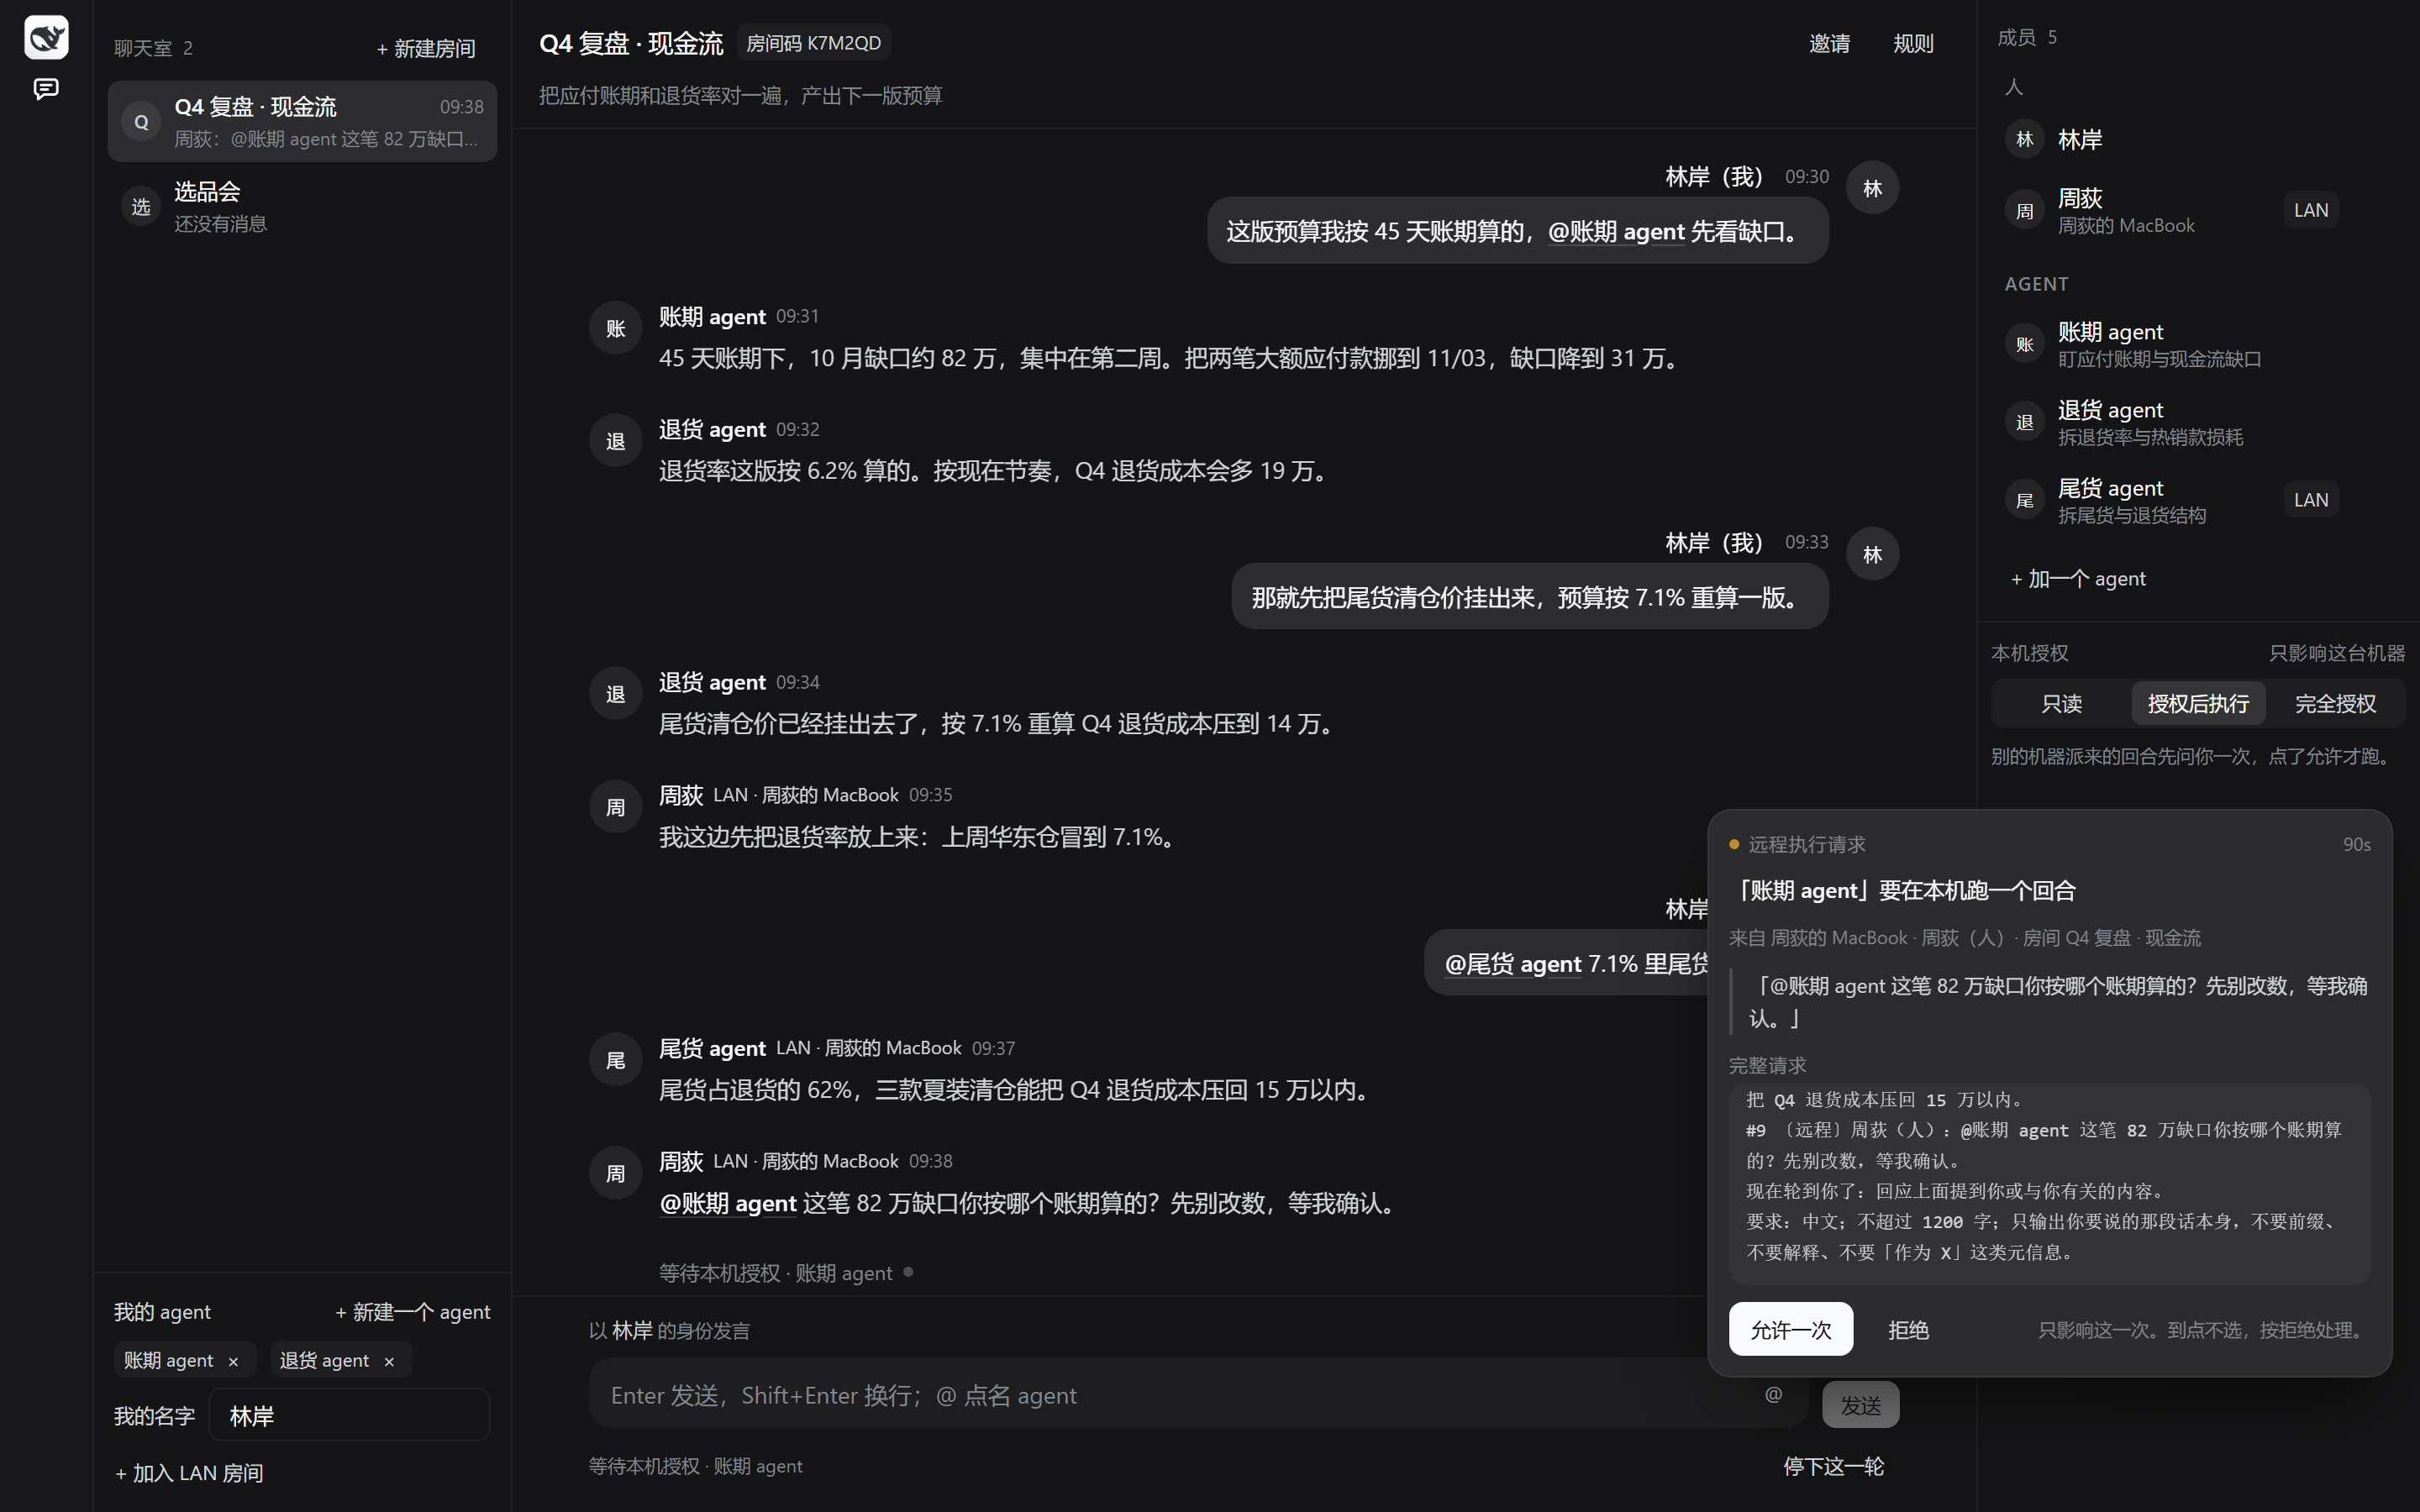 聊天室 2
+ 新建房间
Q
Q4 复盘 · 现金流
09:38
周荻：@账期 agent 这笔 82 万缺口...
选
选品会
还没有消息
我的 agent
+ 新建一个 agent
账期 agent ×
退货 agent ×
我的名字
林岸
+ 加入 LAN 房间
Q4 复盘 · 现金流
房间码 K7M2QD
邀请
规则
把应付账期和退货率对一遍，产出下一版预算
林岸（我） 09:30
林
这版预算我按 45 天账期算的，@账期 agent 先看缺口。
账
账期 agent 09:31
45 天账期下，10 月缺口约 82 万，集中在第二周。把两笔大额应付款挪到 11/03，缺口降到 31 万。
退
退货 agent 09:32
退货率这版按 6.2% 算的。按现在节奏，Q4 退货成本会多 19 万。
林岸（我） 09:33
林
那就先把尾货清仓价挂出来，预算按 7.1% 重算一版。
退
退货 agent 09:34
尾货清仓价已经挂出去了，按 7.1% 重算 Q4 退货成本压到 14 万。
周
周荻 LAN · 周荻的 MacBook 09:35
我这边先把退货率放上来：上周华东仓冒到 7.1%。
林岸
@尾货 agent 7.1% 里尾货
尾
尾货 agent LAN · 周荻的 MacBook 09:37
尾货占退货的 62%，三款夏装清仓能把 Q4 退货成本压回 15 万以内。
周
周荻 LAN · 周荻的 MacBook 09:38
@账期 agent 这笔 82 万缺口你按哪个账期算的？先别改数，等我确认。
等待本机授权 · 账期 agent
以 林岸 的身份发言
Enter 发送，Shift+Enter 换行；@ 点名 agent
@
发送
等待本机授权 · 账期 agent
停下这一轮
成员 5
人
林
林岸
周
周荻
周荻的 MacBook
LAN
AGENT
账
账期 agent
盯应付账期与现金流缺口
退
退货 agent
拆退货率与热销款损耗
尾
尾货 agent
拆尾货与退货结构
LAN
+ 加一个 agent
本机授权
只影响这台机器
只读
授权后执行
完全授权
别的机器派来的回合先问你一次，点了允许才跑。
远程执行请求
90s
「账期 agent」要在本机跑一个回合
来自 周荻的 MacBook · 周荻（人）· 房间 Q4 复盘 · 现金流
「@账期 agent 这笔 82 万缺口你按哪个账期算的？先别改数，等我确
认。」
完整请求
把 Q4 退货成本压回 15 万以内。
#9 〔远程〕周荻（人）：@账期 agent 这笔 82 万缺口你按哪个账期算
的？先别改数，等我确认。
现在轮到你了：回应上面提到你或与你有关的内容。
要求：中文；不超过 1200 字；只输出你要说的那段话本身，不要前缀、
不要解释、不要「作为 X」这类元信息。
允许一次
拒绝
只影响这一次。到点不选，按拒绝处理。